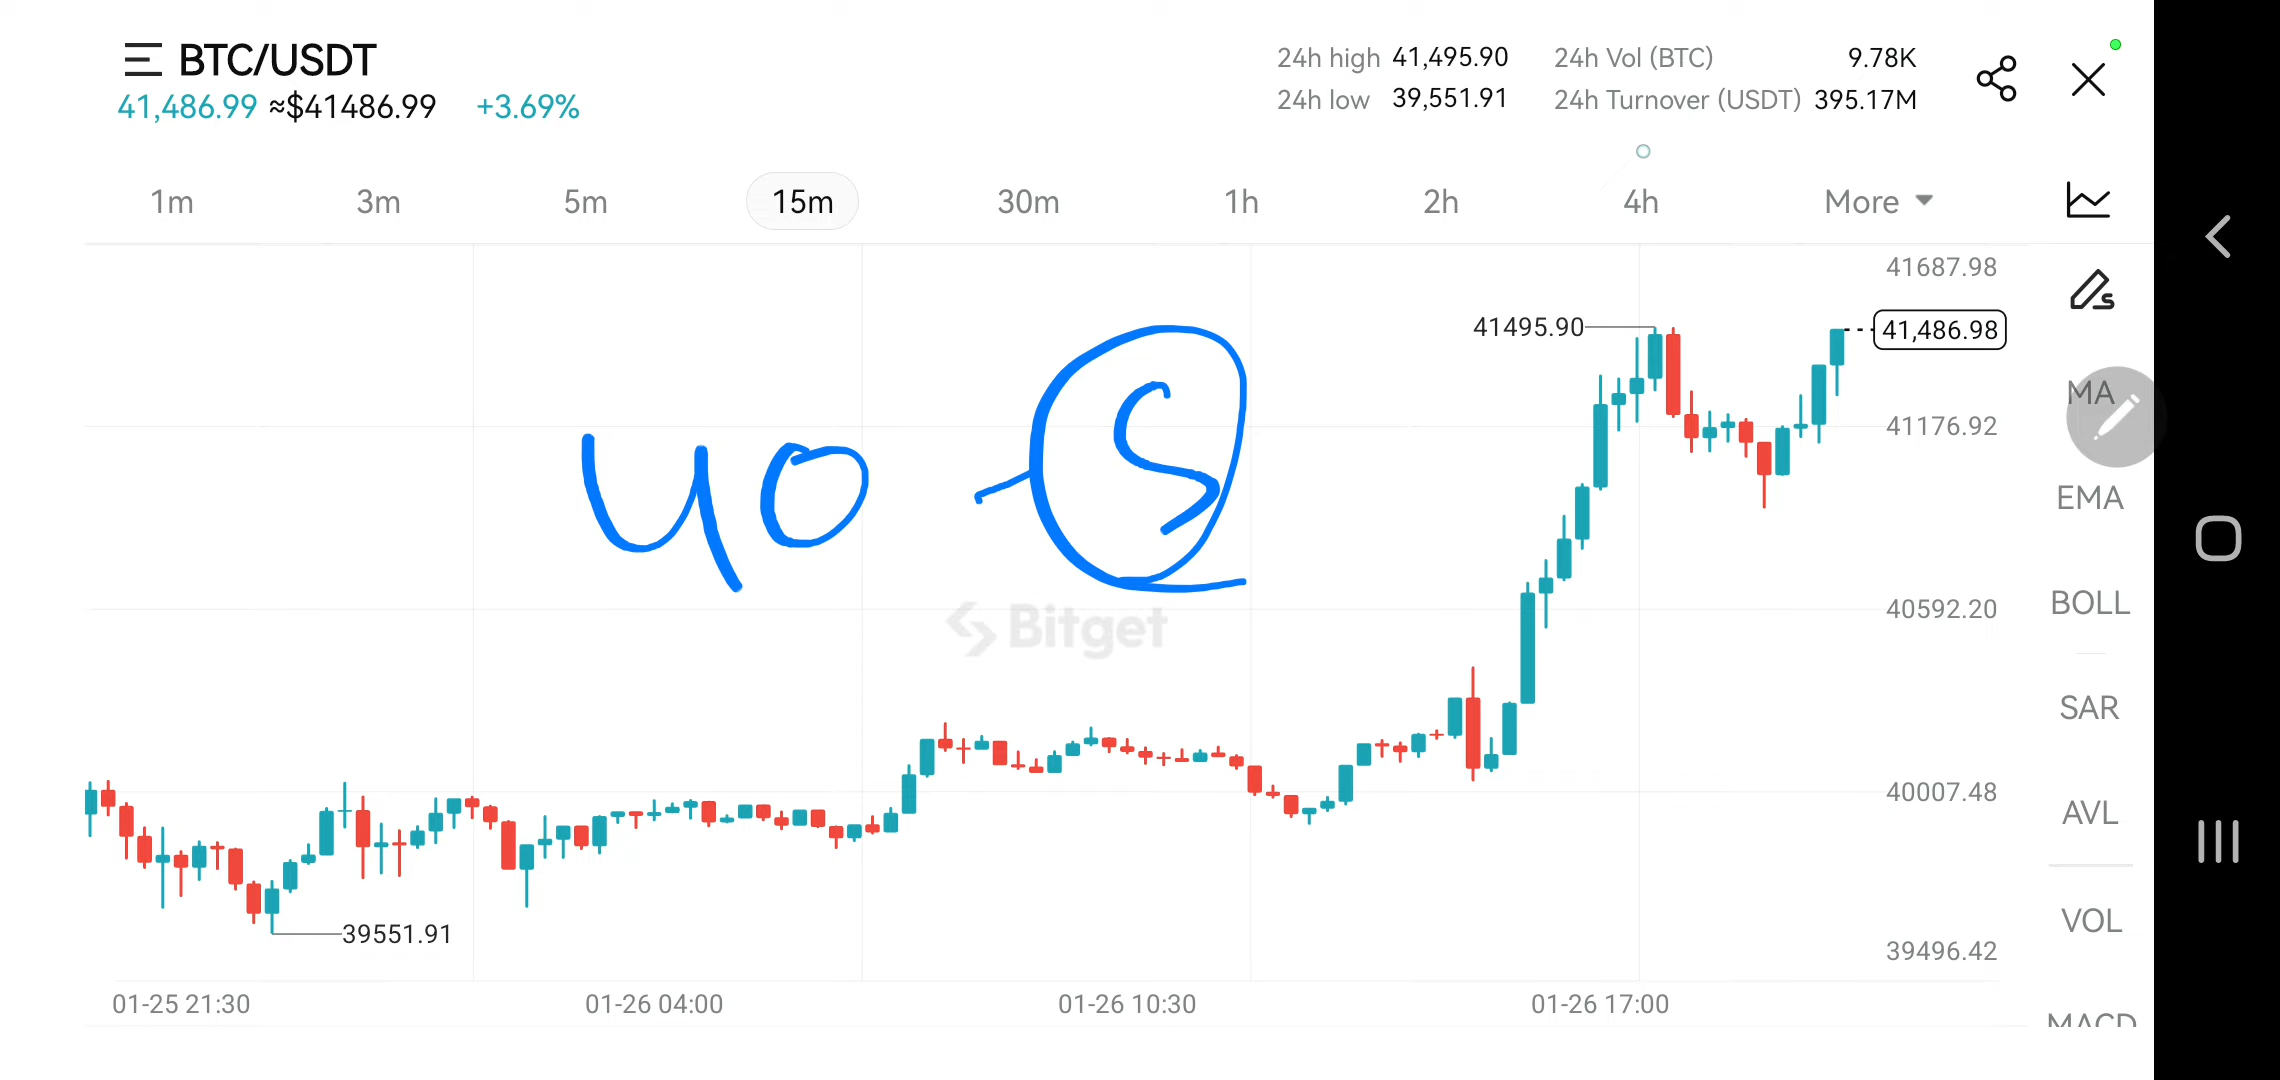 BTC/USDT
41,486.99 ≈$41486.99 +3.69%
24h high 41,495.90 24h Vol (BTC) 9.78K
24h low 39,551.91 24h Turnover (USDT) 395.17M
1m 3m 5m 15m 30m 1h 2h 4h More
41687.98
41495.90
41,486.98
MA
41176.92
40 - S
EMA
40592.20
BOLL
Bitget
SAR
40007.48
AVL
39551.91
VOL
39496.42
01-25 21:30 01-26 04:00 01-26 10:30 01-26 17:00
MACD